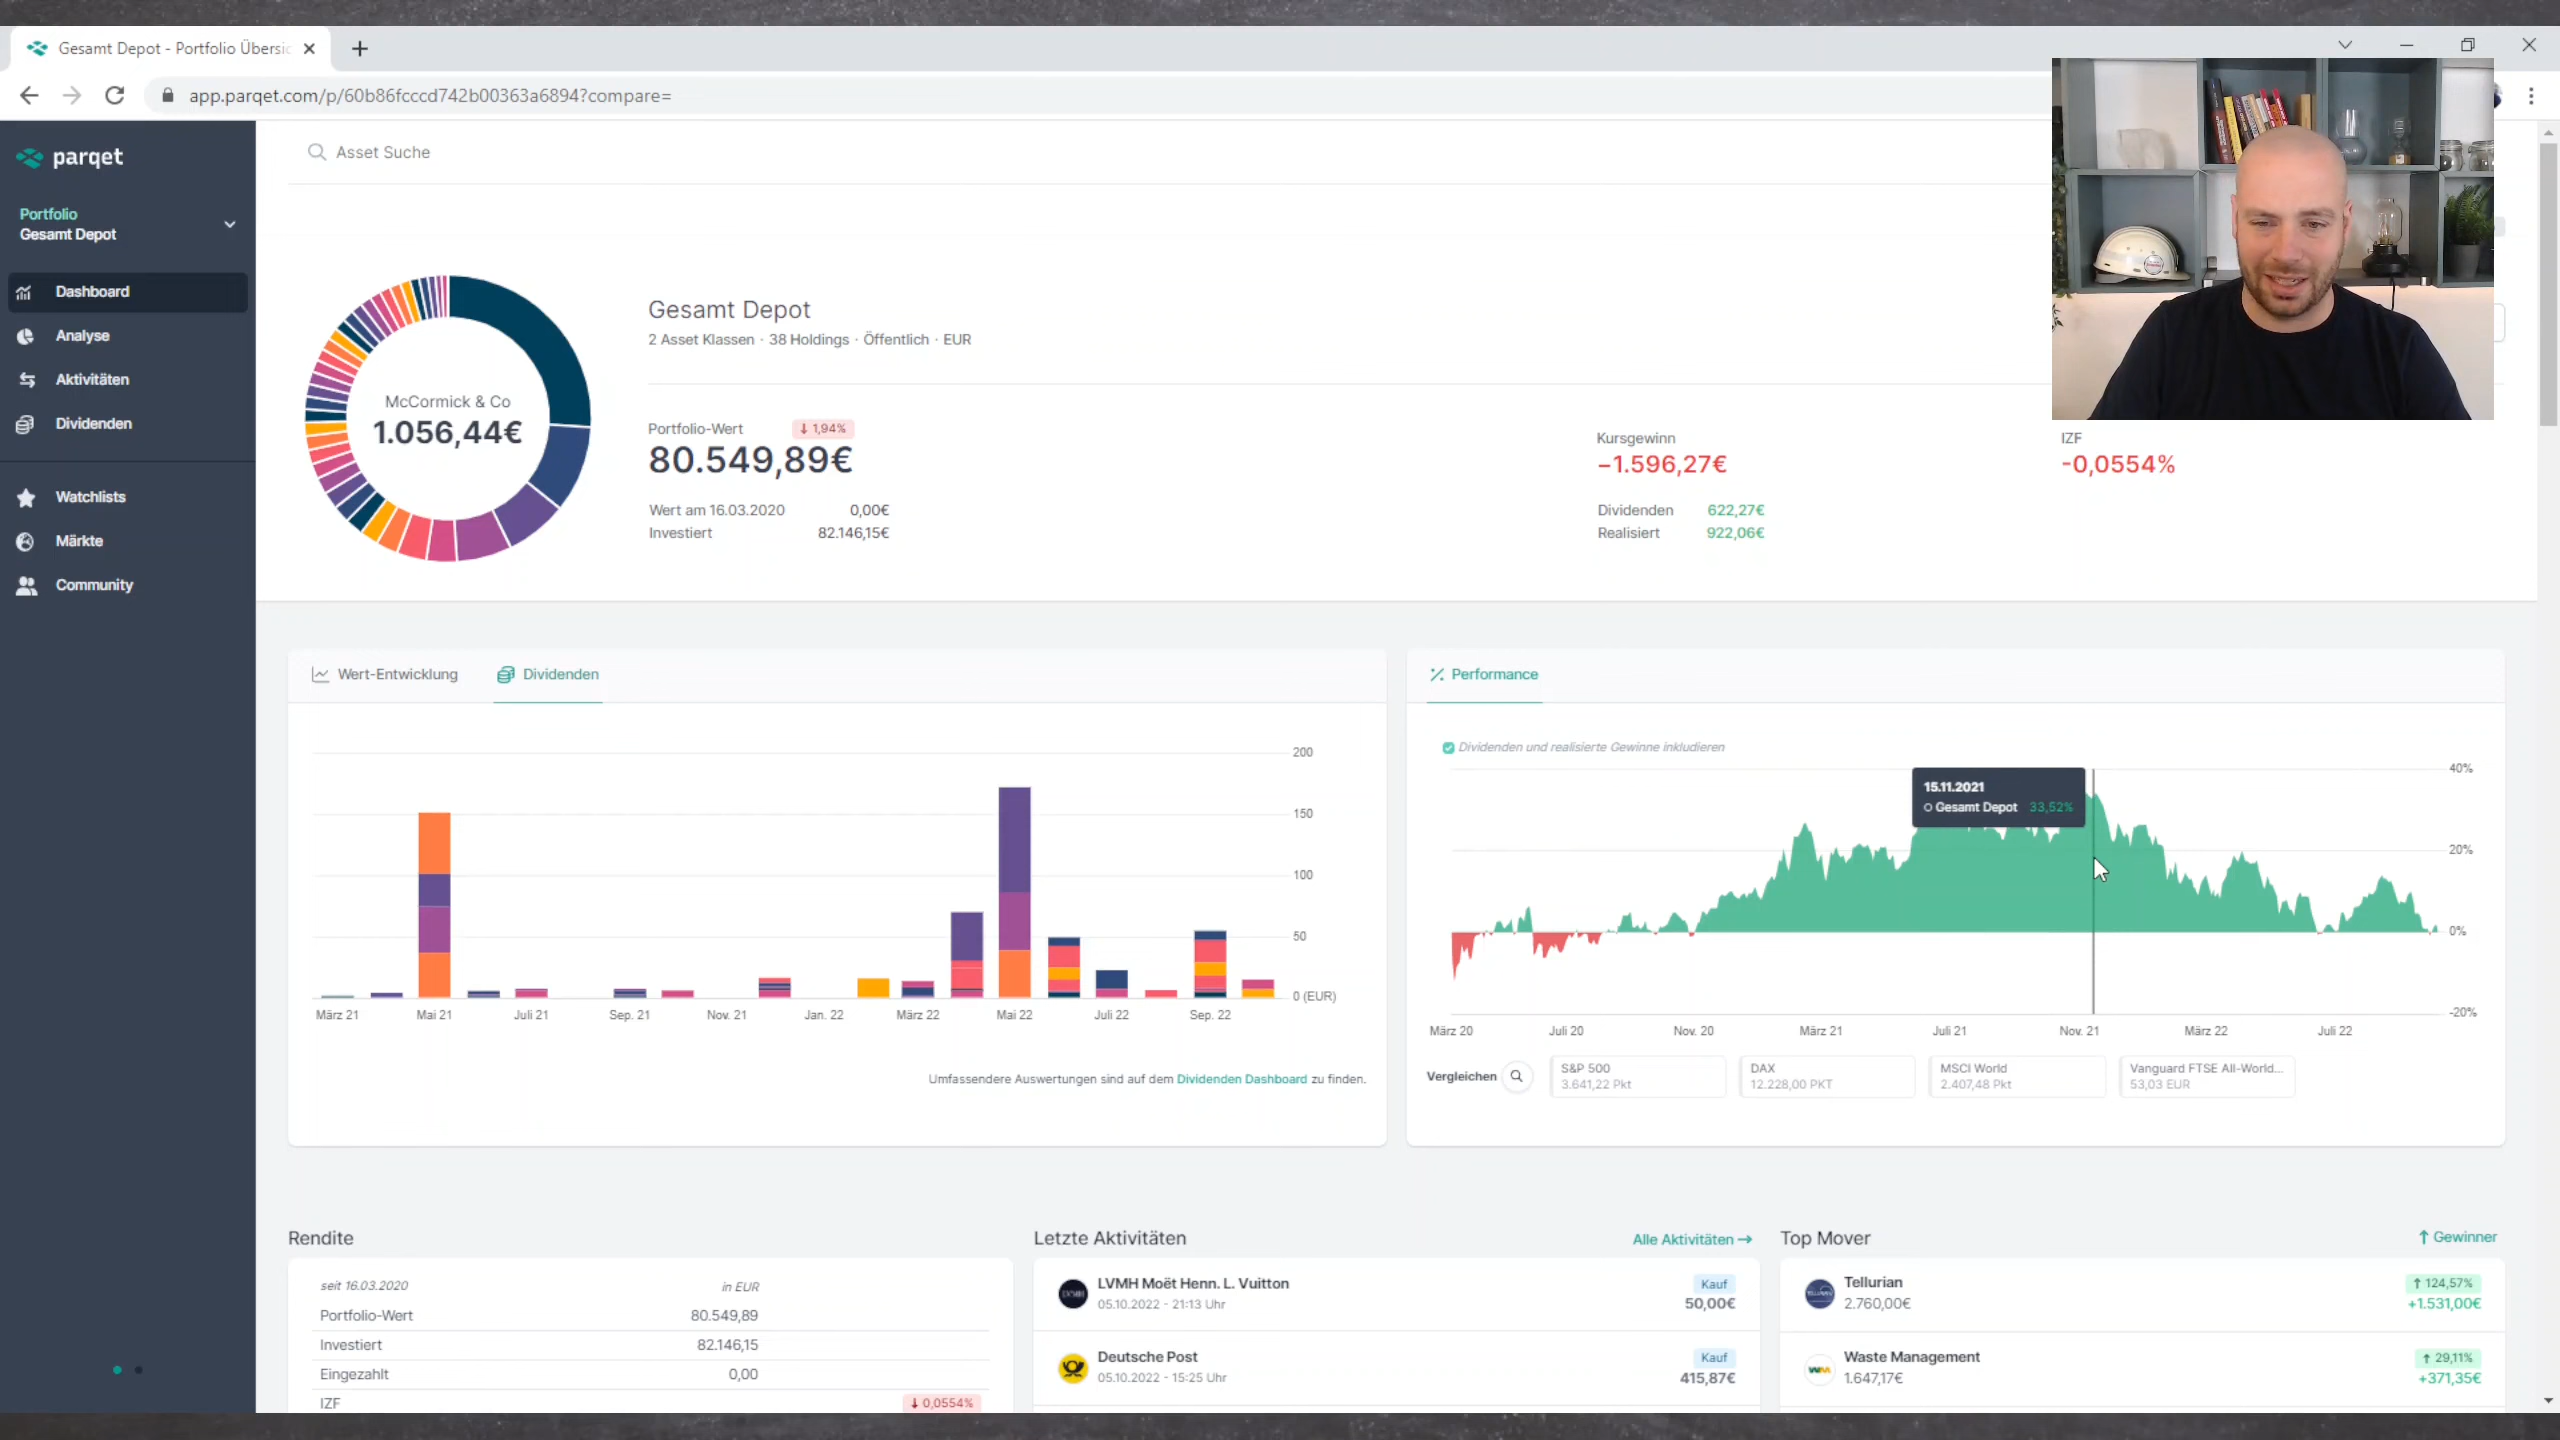 Gesamt Depot - Portfolio Übersic
app.parqet.com/p/60b86fcccd742b00363a6894?compare=
parqet
Portfolio
Gesamt Depot
Dashboard
Analyse
Aktivitäten
Dividenden
Watchlists
Märkte
Community
Asset Suche
McCormick & Co
1.056,44€
Gesamt Depot
2 Asset Klassen · 38 Holdings · Öffentlich · EUR
Portfolio-Wert ↓ 1,94%
80.549,89€
Wert am 16.03.2020 0,00€
Investiert 82.146,15€
Kursgewinn
−1.596,27€
Dividenden 622,27€
Realisiert 922,06€
IZF
-0,0554%
Wert-Entwicklung Dividenden
200
150
100
50
0 (EUR)
März 21 Mai 21 Juli 21 Sep. 21 Nov. 21 Jan. 22 März 22 Mai 22 Juli 22 Sep. 22
Umfassendere Auswertungen sind auf dem Dividenden Dashboard zu finden.
Performance
Dividenden und realisierte Gewinne inkludieren
15.11.2021
Gesamt Depot 33,52%
40%
20%
0%
-20%
März 20 Juli 20 Nov. 20 März 21 Juli 21 Nov. 21 März 22 Juli 22
Vergleichen
S&P 500
3.641,22 Pkt
DAX
12.228,00 PKT
MSCI World
2.407,48 Pkt
Vanguard FTSE All-World...
53,03 EUR
Rendite
seit 16.03.2020 in EUR
Portfolio-Wert 80.549,89
Investiert 82.146,15
Eingezahlt 0,00
IZF ↓ 0,0554%
Letzte Aktivitäten Alle Aktivitäten →
LVMH Moët Henn. L. Vuitton Kauf
05.10.2022 - 21:13 Uhr 50,00€
Deutsche Post Kauf
05.10.2022 - 15:25 Uhr 415,87€
Top Mover ↑ Gewinner
Tellurian ↑ 124,57%
2.760,00€ +1.531,00€
Waste Management ↑ 29,11%
1.647,17€ +371,35€